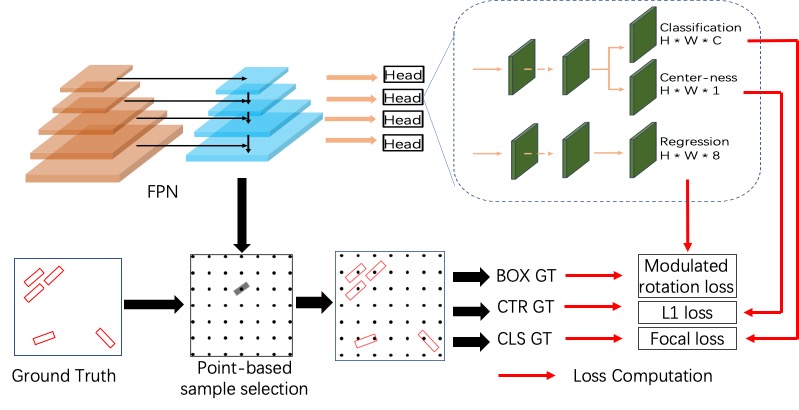 Classification
H * W * C
Head
Center-ness
H * W * 1
Head
Head
Head
Regression
H * W * 8
FPN
BOX GT
Modulated
rotation loss
CTR GT
L1 loss
CLS GT
Focal loss
Ground Truth
Point-based
sample selection
Loss Computation